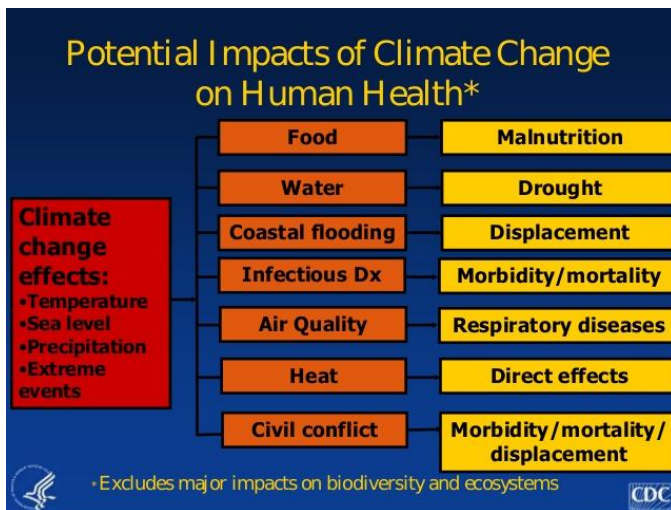 Potential Impacts of Climate Change
on Human Health*
Climate
change
effects:
•Temperature
•Sea level
•Precipitation
•Extreme
events
Food
Malnutrition
Water
Drought
Coastal flooding
Displacement
Infectious Dx
Morbidity/mortality
Air Quality
Respiratory diseases
Heat
Direct effects
Civil conflict
Morbidity/mortality/
displacement
*Excludes major impacts on biodiversity and ecosystems
CDC